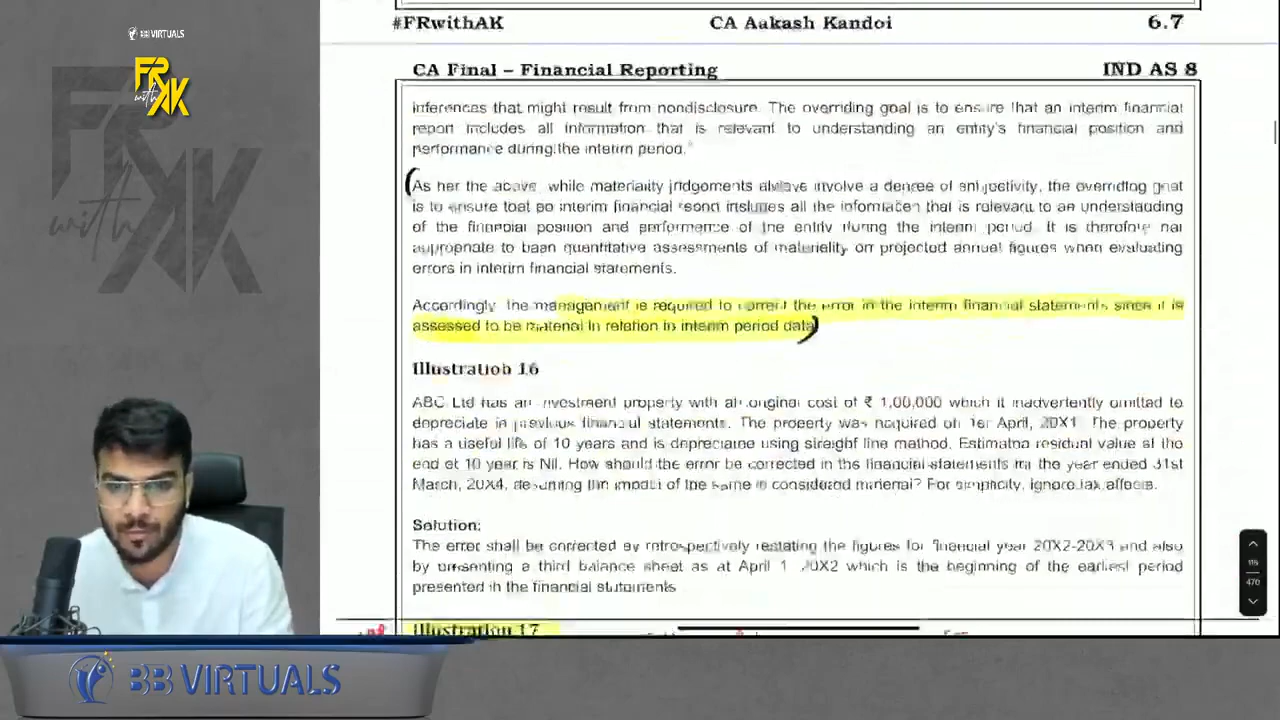 BB VIRTUALS
FR
with
AK
FR
with
AK
#FRwithAK CA Aakash Kandoi 6.7
CA Final – Financial Reporting IND AS 8
inferences that might result from nondisclosure. The overriding goal is to ensure that an interim financial
report includes all information that is relevant to understanding an entity's financial position and
performance during the interim period."
As per the above, while materiality judgements always involve a degree of subjectivity, the overriding goal
is to ensure that an interim financial report includes all the information that is relevant to an understanding
of the financial position and performance of the entity during the interim period. It is therefore not
appropriate to base quantitative assessments of materiality on projected annual figures when evaluating
errors in interim financial statements.
Accordingly, the management is required to correct the error in the interim financial statements since it is
assessed to be material in relation to interim period data
Illustration 16
ABC Ltd has an investment property with an original cost of ₹ 1,00,000 which it inadvertently omitted to
depreciate in previous financial statements. The property was acquired on 1st April, 20X1. The property
has a useful life of 10 years and is depreciated using straight line method. Estimated residual value at the
end of 10 year is Nil. How should the error be corrected in the financial statements for the year ended 31st
March, 20X4, assuming the impact of the same is considered material? For simplicity, ignore tax effects.
Solution:
The error shall be corrected by retrospectively restating the figures for financial year 20X2-20X3 and also
by presenting a third balance sheet as at April 1, 20X2 which is the beginning of the earliest period
presented in the financial statements
Illustration 17
470
BB VIRTUALS